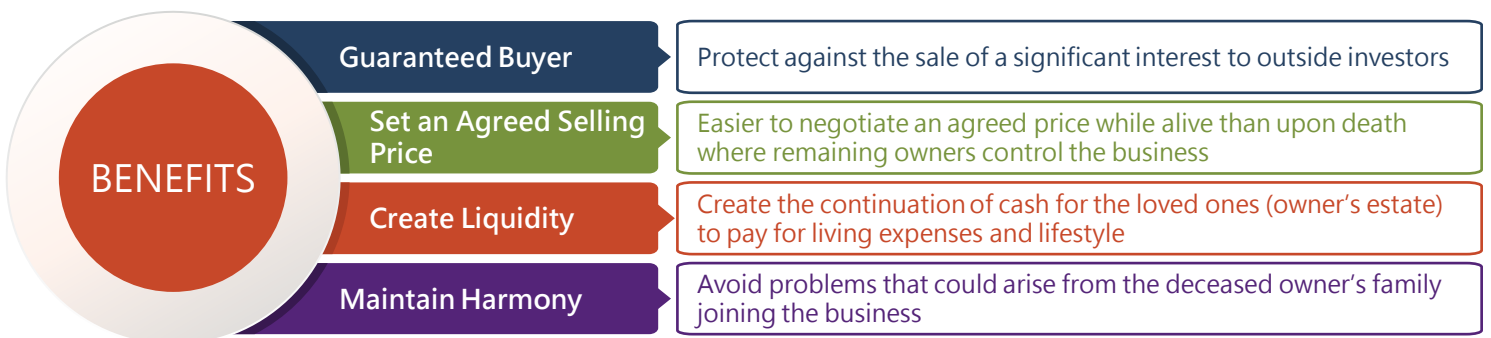 BENEFITS
Guaranteed Buyer
Protect against the sale of a significant interest to outside investors
Set an Agreed Selling
Price
Easier to negotiate an agreed price while alive than upon death
where remaining owners control the business
Create Liquidity
Create the continuation of cash for the loved ones (owner’s estate)
to pay for living expenses and lifestyle
Maintain Harmony
Avoid problems that could arise from the deceased owner’s family
joining the business